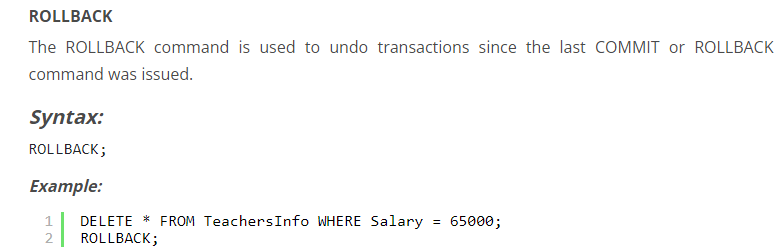 ROLLBACK
The ROLLBACK command is used to undo transactions since the last COMMIT or ROLLBACK
command was issued.
Syntax:
ROLLBACK;
Example:
1 DELETE * FROM TeachersInfo WHERE Salary = 65000;
2 ROLLBACK;